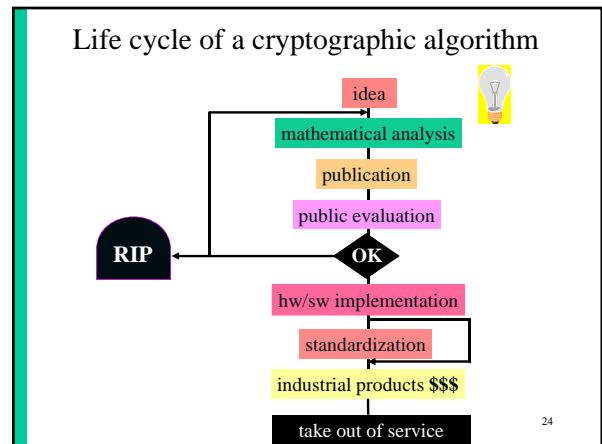 Life cycle of a cryptographic algorithm
idea
mathematical analysis
publication
public evaluation
RIP
OK
hw/sw implementation
standardization
industrial products $$$
take out of service
24